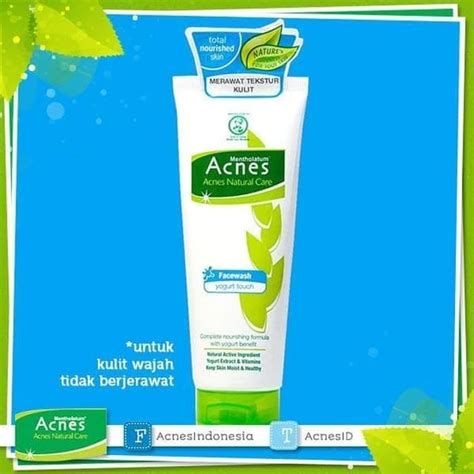 total
nourished
skin
NATURE'S
MERAWAT TEKSTUR
KULIT
Mentholatum
Acnes
Acnes Natural Care
Facewash
yogurt touch
Complete nourishing formula
with yogurt benefit
Natural Active Ingredient
Yogurt Extract & Vitamins
Keep Skin Moist & Healthy
*untuk
kulit wajah
tidak berjerawat
Mentholatum
Acnes
Acnes Natural Care
F AcnesIndonesia
T AcnesID